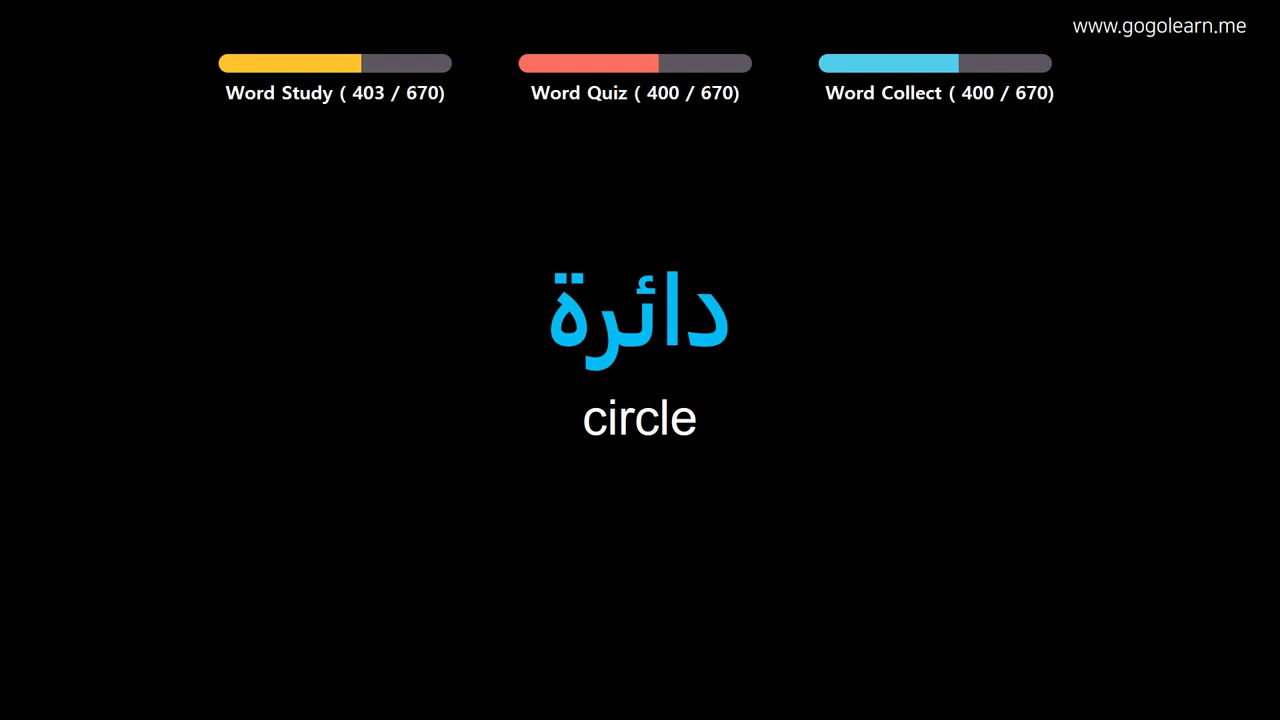 www.gogolearn.me
Word Study ( 403 / 670)
Word Quiz ( 400 / 670)
Word Collect ( 400 / 670)
دائرة
circle